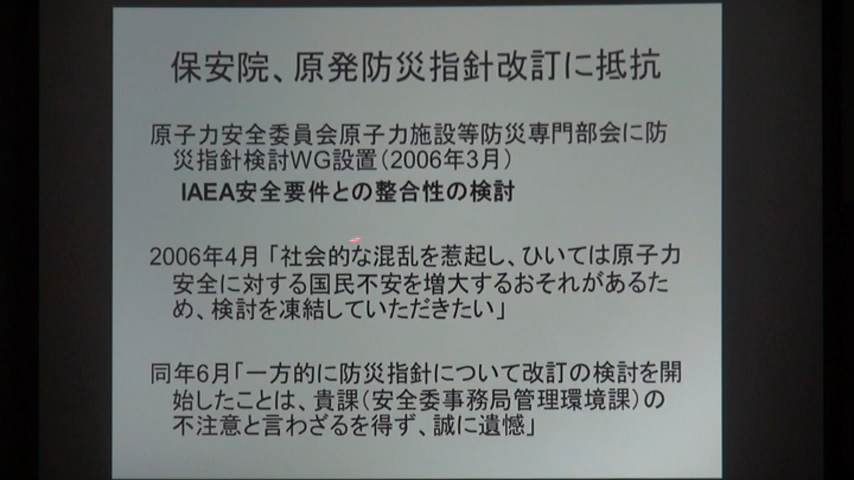 保安院、原発防災指針改訂に抵抗
原子力安全委員会原子力施設等防災専門部会に防
災指針検討WG設置(2006年3月)
IAEA安全要件との整合性の検討
2006年4月「社会的な混乱を惹起し、ひいては原子力
安全に対する国民不安を増大するおそれがあるた
め、検討を凍結していただきたい」
同年6月「一方的に防災指針について改訂の検討を開
始したことは、貴課(安全委事務局管理環境課)の
不注意と言わざるを得ず、誠に遺憾」